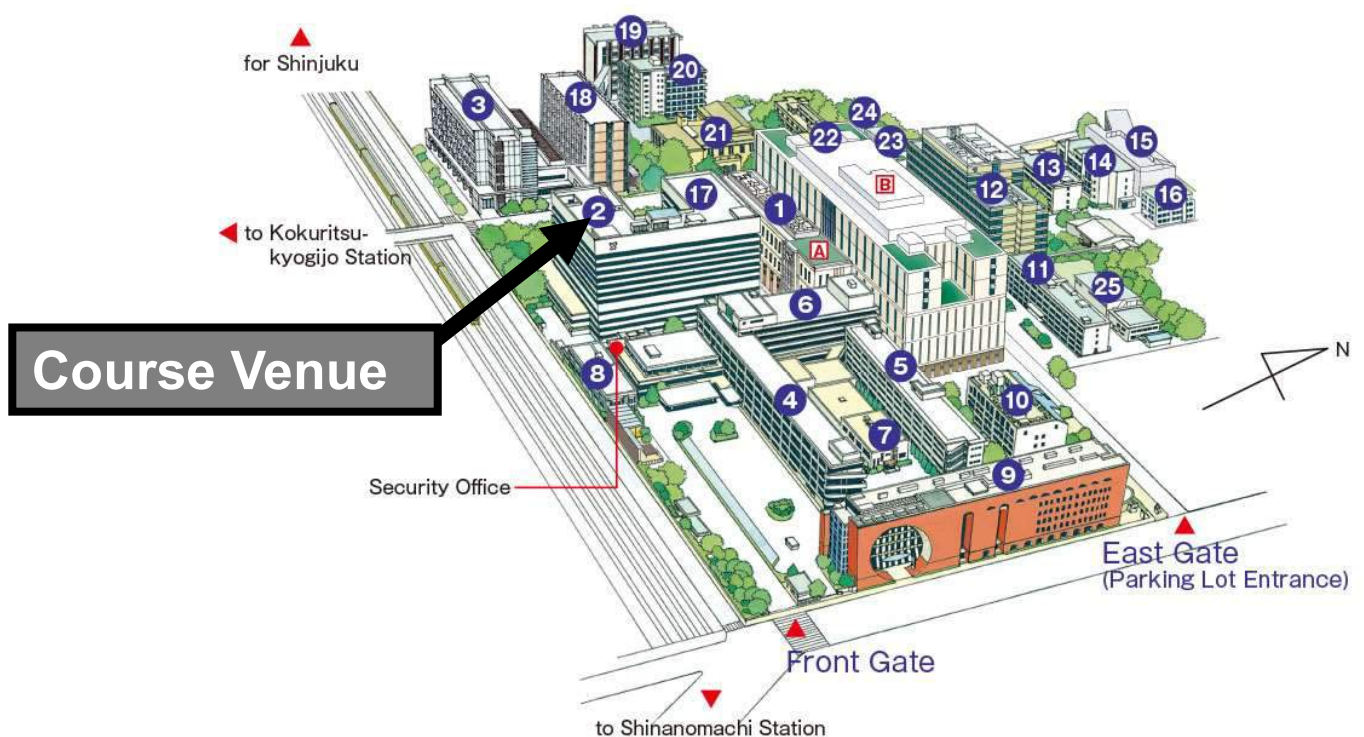 for Shinjuku
19
20
3
18
24
21
22
23
15
13
14
12
16
2
17
1
B
to Kokuritsu-
kyogijo Station
A
11
25
6
Course Venue
8
5
N
4
10
7
Security Office
9
East Gate
(Parking Lot Entrance)
Front Gate
to Shinanomachi Station